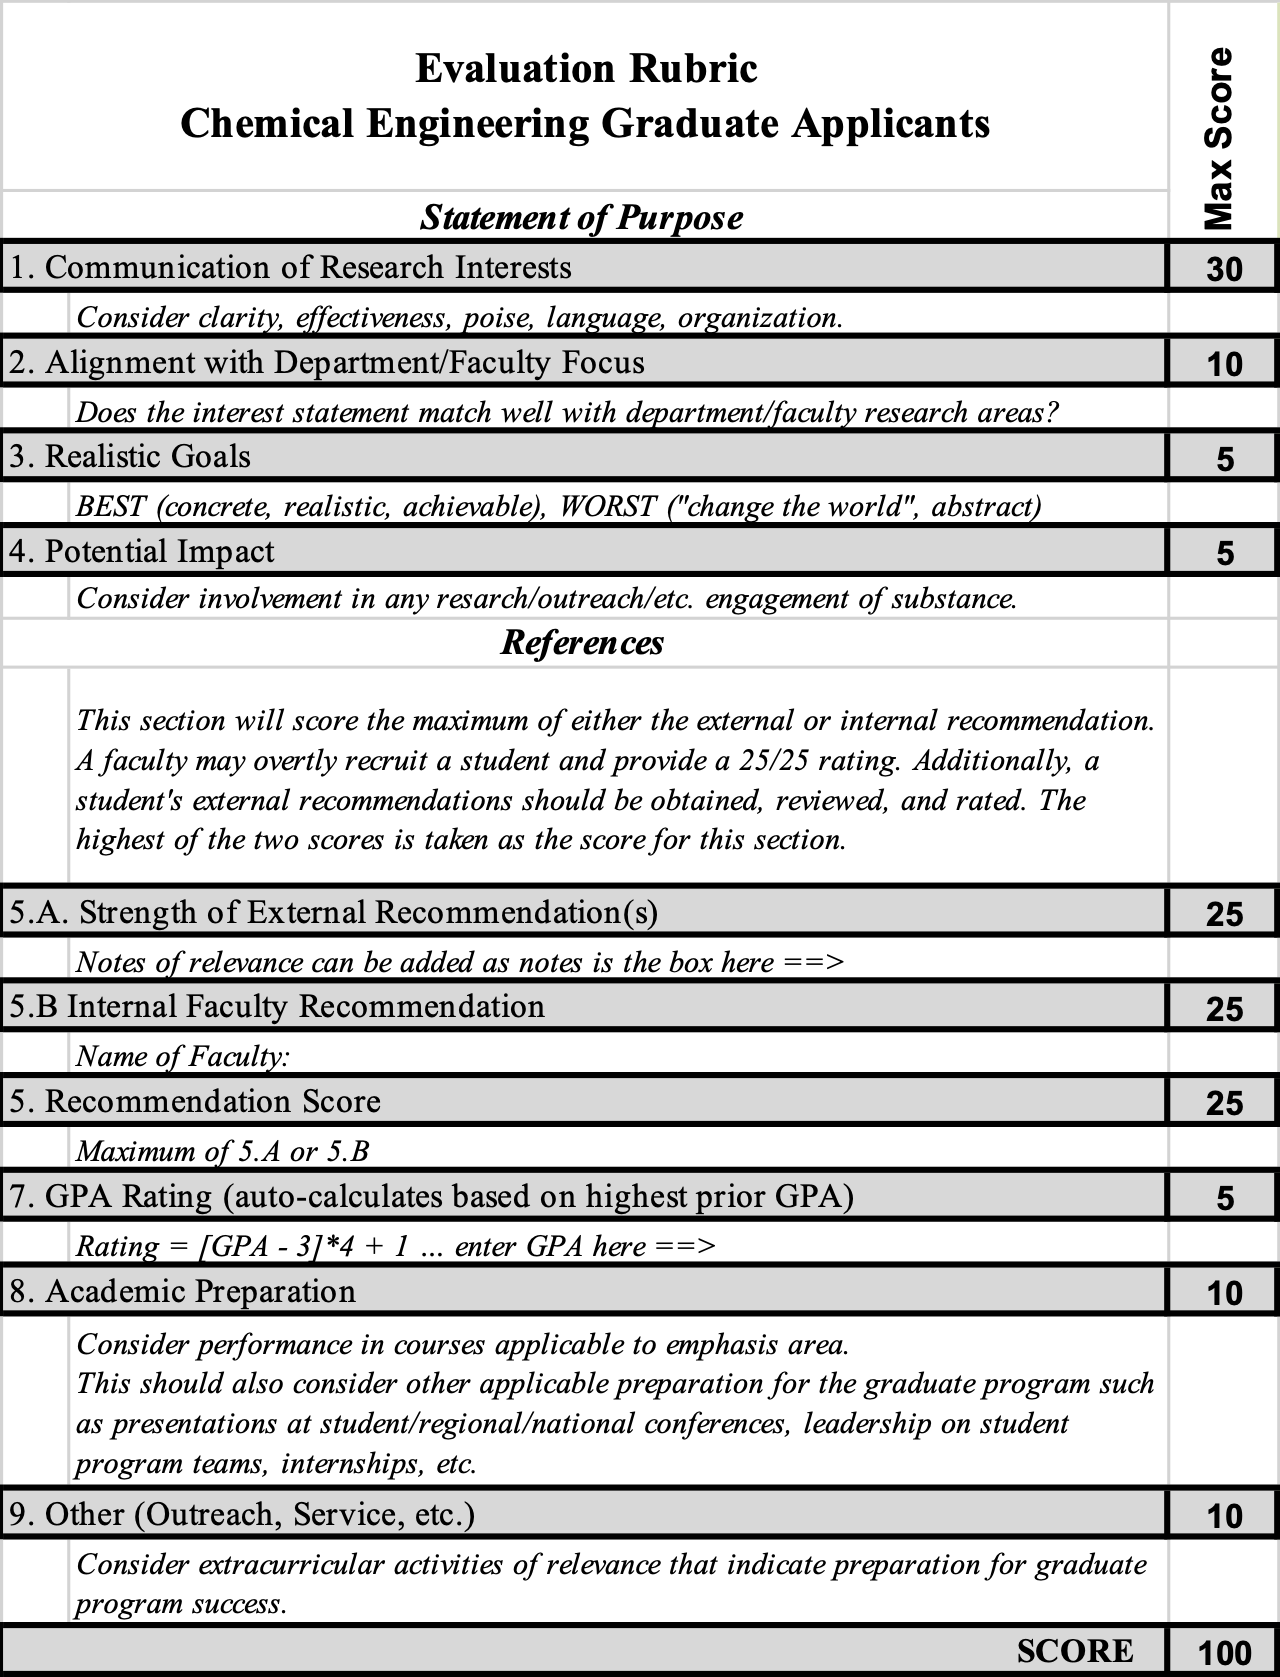 Evaluation Rubric
Chemical Engineering Graduate Applicants
Max Score
Statement of Purpose
1. Communication of Research Interests 30
Consider clarity, effectiveness, poise, language, organization.
2. Alignment with Department/Faculty Focus 10
Does the interest statement match well with department/faculty research areas?
3. Realistic Goals 5
BEST (concrete, realistic, achievable), WORST ("change the world", abstract)
4. Potential Impact 5
Consider involvement in any resarch/outreach/etc. engagement of substance.
References
This section will score the maximum of either the external or internal recommendation.
A faculty may overtly recruit a student and provide a 25/25 rating. Additionally, a
student's external recommendations should be obtained, reviewed, and rated. The
highest of the two scores is taken as the score for this section.
5.A. Strength of External Recommendation(s) 25
Notes of relevance can be added as notes is the box here ==>
5.B Internal Faculty Recommendation 25
Name of Faculty:
5. Recommendation Score 25
Maximum of 5.A or 5.B
7. GPA Rating (auto-calculates based on highest prior GPA) 5
Rating = [GPA - 3]*4 + 1 ... enter GPA here ==>
8. Academic Preparation 10
Consider performance in courses applicable to emphasis area.
This should also consider other applicable preparation for the graduate program such
as presentations at student/regional/national conferences, leadership on student
program teams, internships, etc.
9. Other (Outreach, Service, etc.) 10
Consider extracurricular activities of relevance that indicate preparation for graduate
program success.
SCORE 100